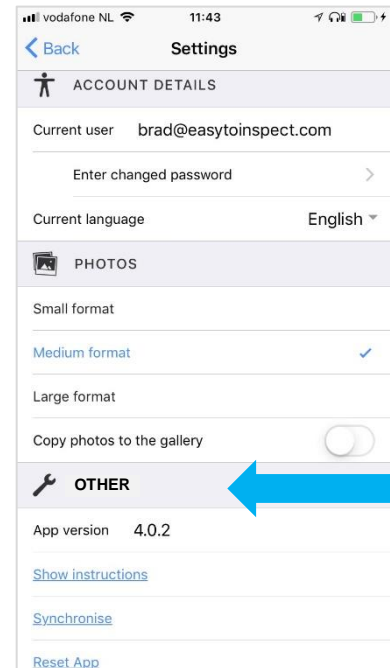 vodafone NL 11:43
Back Settings
ACCOUNT DETAILS
Current user brad@easytoinspect.com
Enter changed password
Current language English
PHOTOS
Small format
Medium format
Large format
Copy photos to the gallery
OTHER
App version 4.0.2
Show instructions
Synchronise
Reset App